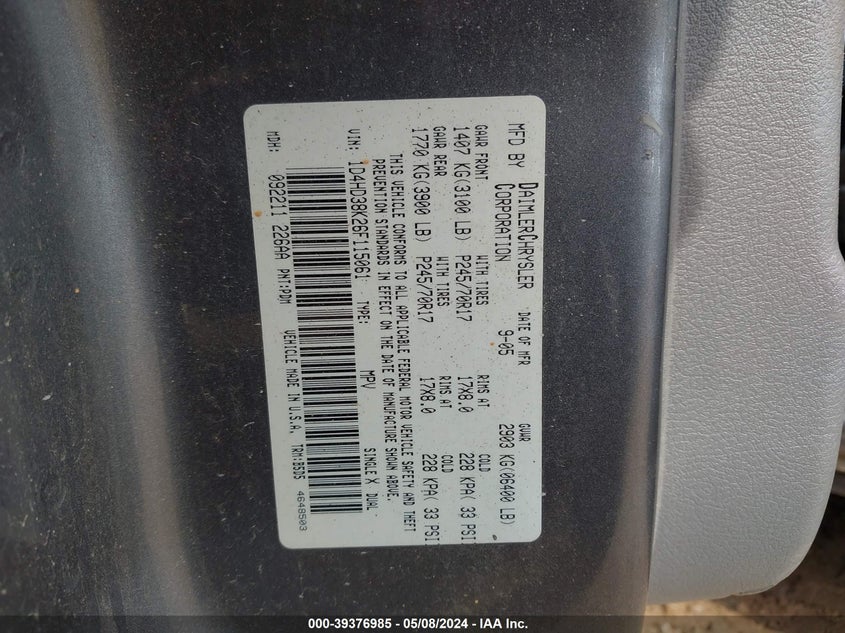 MFD BY DAIMLERCHRYSLER CORPORATION DATE OF MFR 9-05 GVWR 2903 KG(06400 LB)
GAWR FRONT WITH TIRES RIMS AT COLD
1407 KG(3100 LB) P245/70R17 17X8.0 228 KPA( 33 PSI)
GAWR REAR WITH TIRES RIMS AT COLD
1770 KG(3900 LB) P245/70R17 17X8.0 228 KPA( 33 PSI)
THIS VEHICLE CONFORMS TO ALL APPLICABLE FEDERAL MOTOR VEHICLE SAFETY AND THEFT
PREVENTION STANDARDS IN EFFECT ON THE DATE OF MANUFACTURE SHOWN ABOVE.
VIN: 1D4HD38K26F115061 TYPE: MPV SINGLE X DUAL
MDH: 092211 226AA PNT:PDM VEHICLE MADE IN U.S.A. TRM:B5D5 4648503
000-39376985 - 05/08/2024 - IAA Inc.